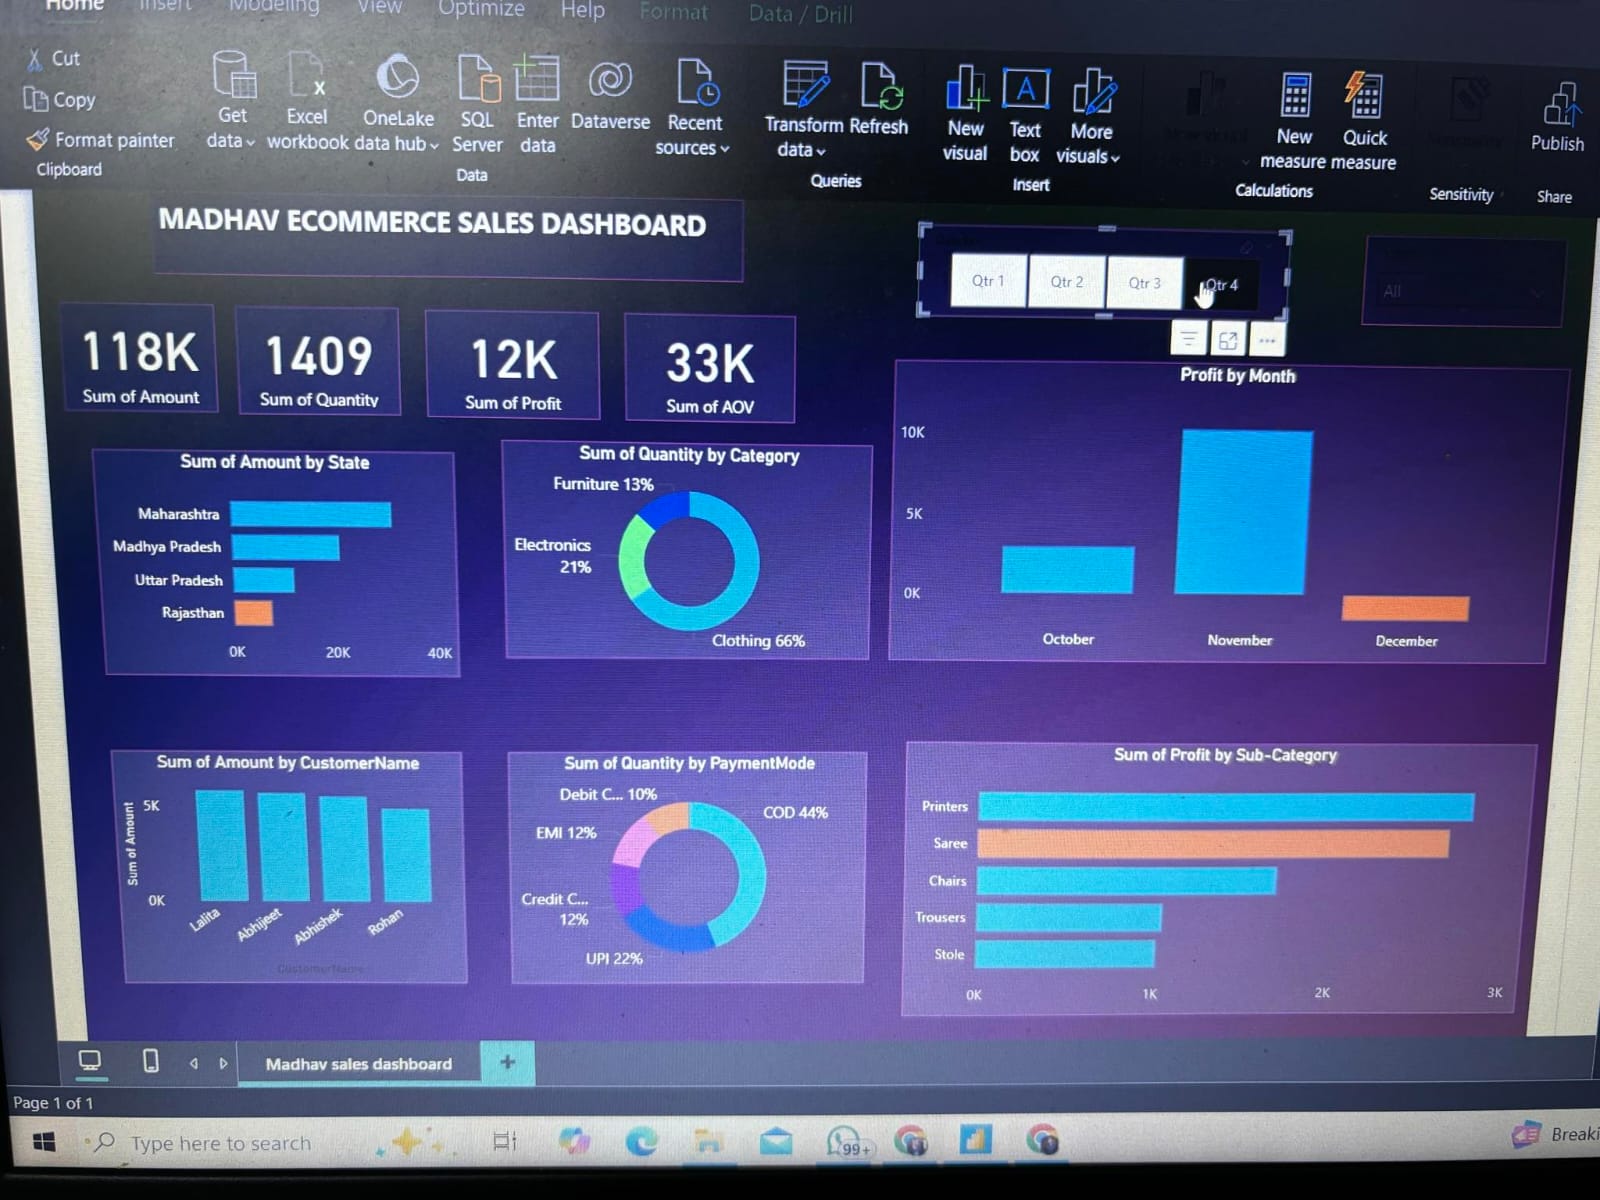 Home Insert Modeling View Optimize Help Format Data / Drill
Cut
Copy
Format painter
Clipboard
Get data
Excel workbook
OneLake data hub
SQL Server
Enter data
Dataverse
Recent sources
Data
Transform data
Refresh
Queries
New visual
Text box
More visuals
Insert
New measure
Quick measure
Calculations
Sensitivity
Publish
Share
MADHAV ECOMMERCE SALES DASHBOARD
Qtr 1 Qtr 2 Qtr 3 Qtr 4
All
118K
Sum of Amount
1409
Sum of Quantity
12K
Sum of Profit
33K
Sum of AOV
Profit by Month
10K
5K
0K
October November December
Sum of Amount by State
Maharashtra
Madhya Pradesh
Uttar Pradesh
Rajasthan
0K 20K 40K
Sum of Quantity by Category
Furniture 13%
Electronics
21%
Clothing 66%
Sum of Amount by CustomerName
Sum of Amount
5K
0K
Lalita Abhijeet Abhishek Rohan
CustomerName
Sum of Quantity by PaymentMode
Debit C... 10%
COD 44%
EMI 12%
Credit C...
12%
UPI 22%
Sum of Profit by Sub-Category
Printers
Saree
Chairs
Trousers
Stole
0K 1K 2K 3K
Madhav sales dashboard
+
Page 1 of 1
Type here to search
99+
Breaki